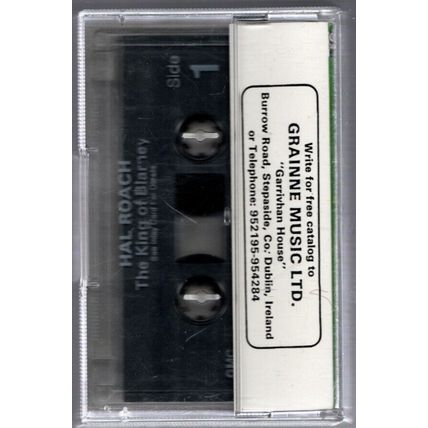 Write for free catalog to
GRAINNE MUSIC LTD.
"Garrivhan House"
Burrow Road, Stepaside, Co; Dublin, Ireland
or Telephone: 952195-954284
Side
1
HAL ROACH
The King of Blarney
GMC